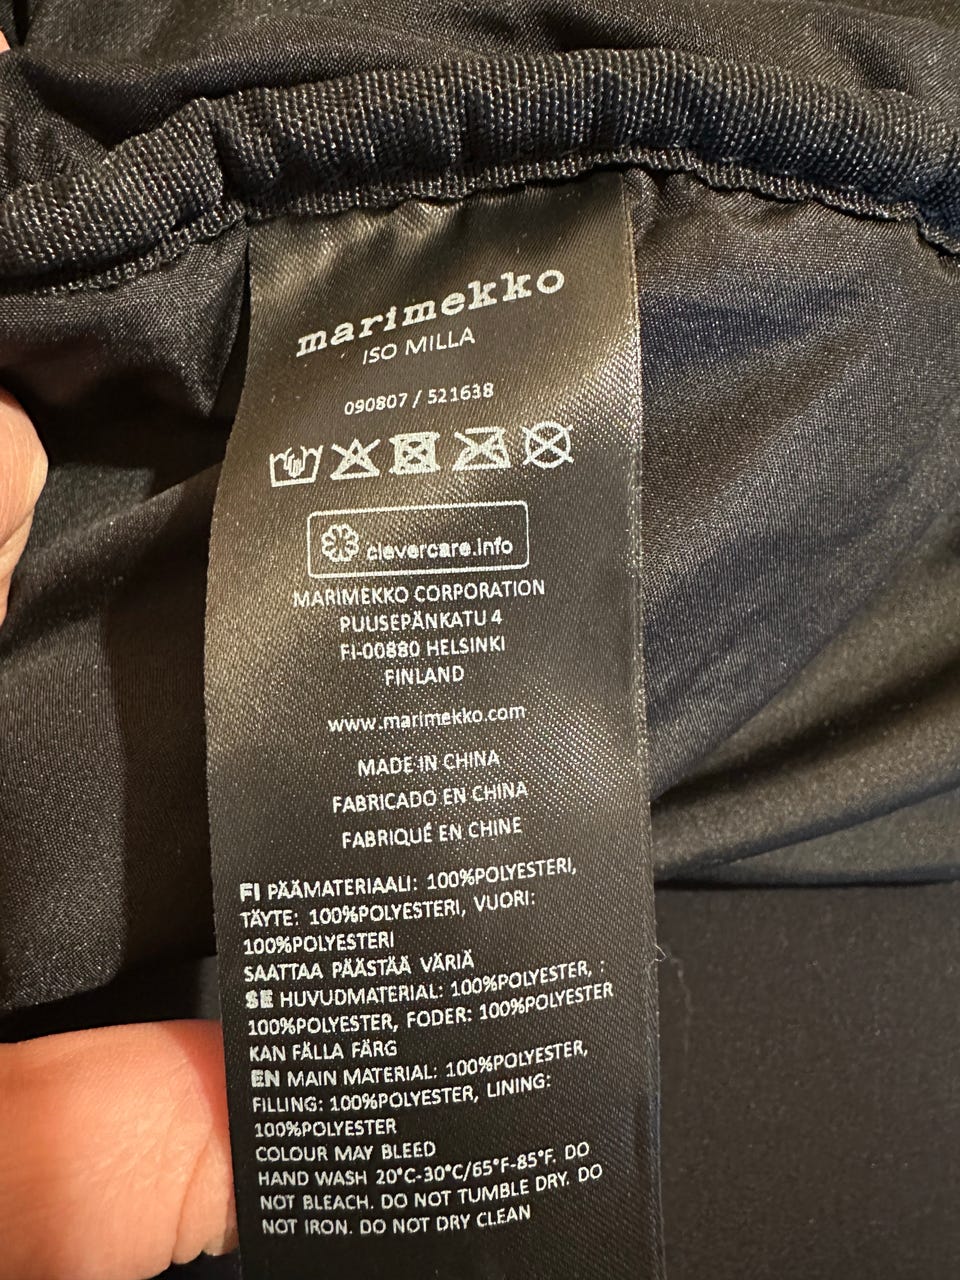 marimekko
ISO MILLA
090807 / 521638
clevercare.info
MARIMEKKO CORPORATION
PUUSEPÄNKATU 4
FI-00880 HELSINKI
FINLAND
www.marimekko.com
MADE IN CHINA
FABRICADO EN CHINA
FABRIQUÉ EN CHINE
FI PÄÄMATERIAALI: 100%POLYESTERI,
TÄYTE: 100%POLYESTERI, VUORI:
100%POLYESTERI
SAATTAA PÄÄSTÄÄ VÄRIÄ
SE HUVUDMATERIAL: 100%POLYESTER, :
100%POLYESTER, FODER: 100%POLYESTER
KAN FÄLLA FÄRG
EN MAIN MATERIAL: 100%POLYESTER,
FILLING: 100%POLYESTER, LINING:
100%POLYESTER
COLOUR MAY BLEED
HAND WASH 20°C-30°C/65°F-85°F. DO
NOT BLEACH. DO NOT TUMBLE DRY. DO
NOT IRON. DO NOT DRY CLEAN